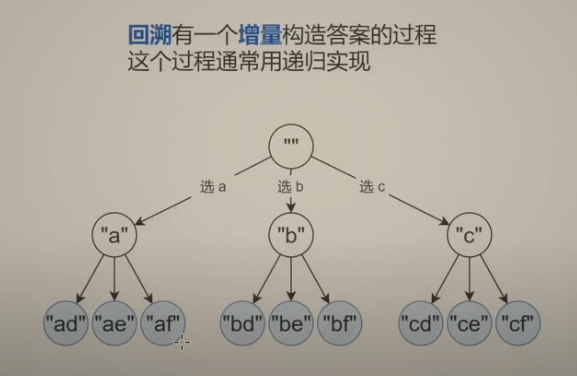 回溯有一个增量构造答案的过程
这个过程通常用递归实现
""
选 a 选 b 选 c
"a" "b" "c"
"ad" "ae" "af" "bd" "be" "bf" "cd" "ce" "cf"